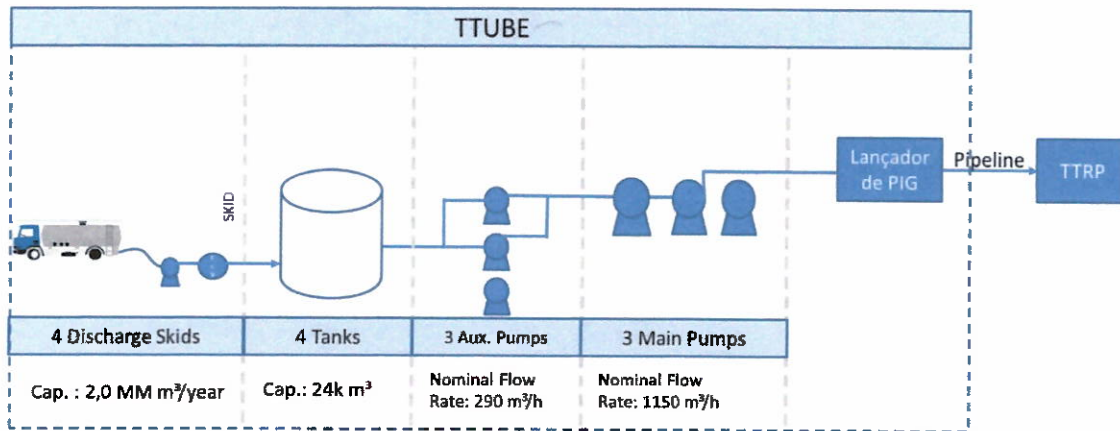 TTUBE
SKID
Lançador
de PIG
Pipeline
TTRP
4 Discharge Skids
4 Tanks
3 Aux. Pumps
3 Main Pumps
Cap. : 2,0 MM m³/year
Cap.: 24k m³
Nominal Flow
Rate: 290 m³/h
Nominal Flow
Rate: 1150 m³/h